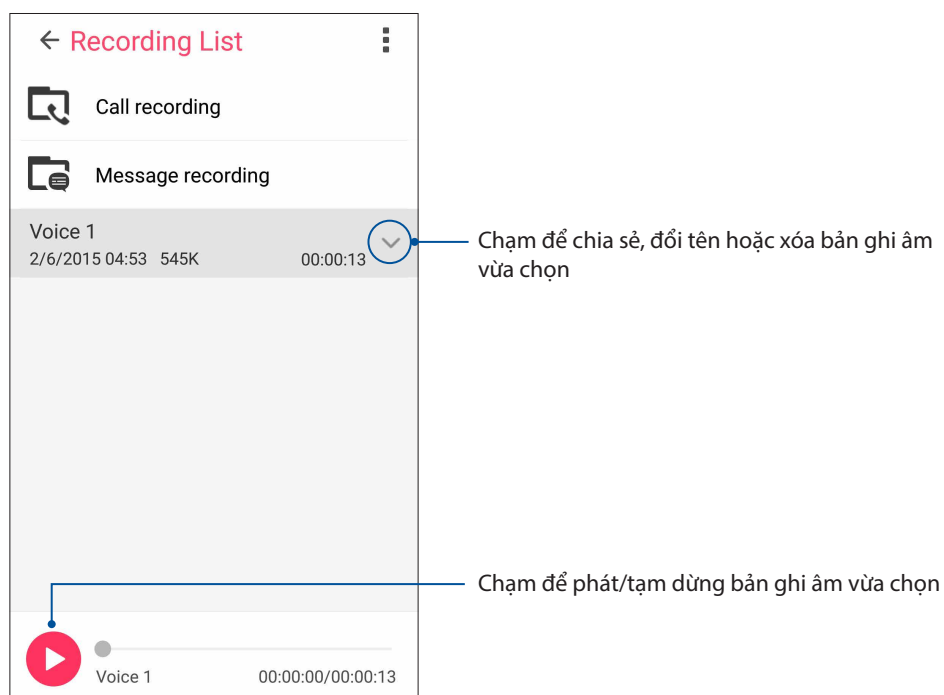 Recording List
Call recording
Message recording
Voice 1
2/6/2015 04:53 545K 00:00:13
Chạm để chia sẻ, đổi tên hoặc xóa bản ghi âm
vừa chọn
Chạm để phát/tạm dừng bản ghi âm vừa chọn
Voice 1 00:00:00/00:00:13